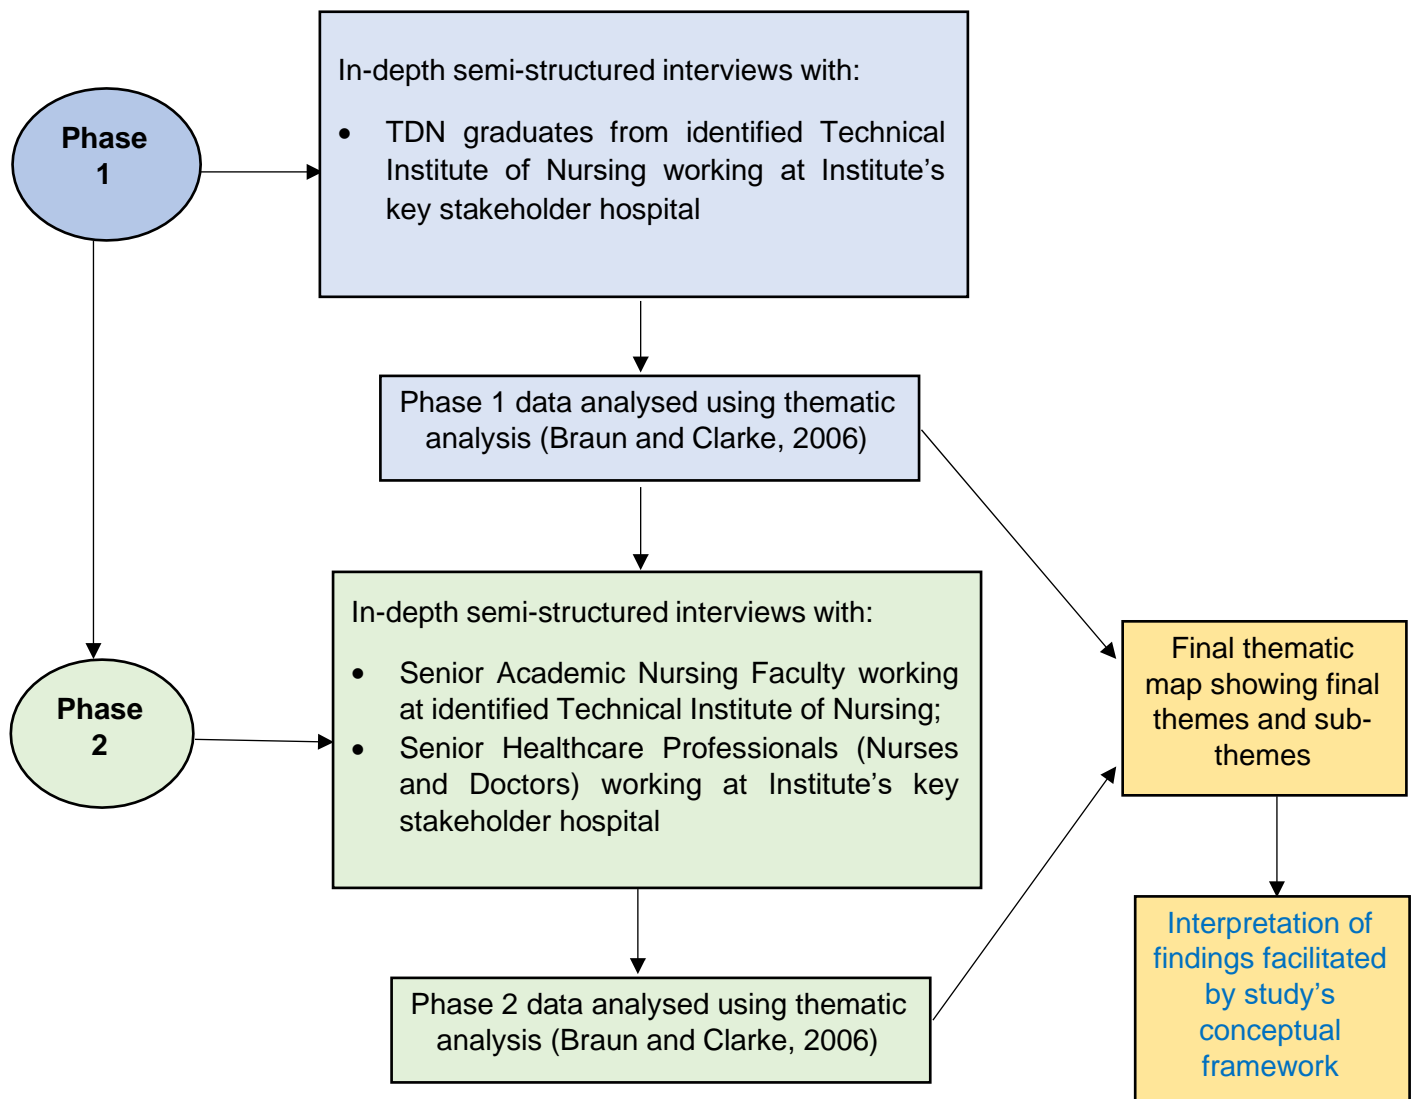 Phase
1
In-depth semi-structured interviews with:
• TDN graduates from identified Technical
Institute of Nursing working at Institute’s
key stakeholder hospital
Phase 1 data analysed using thematic
analysis (Braun and Clarke, 2006)
Phase
2
In-depth semi-structured interviews with:
• Senior Academic Nursing Faculty working
at identified Technical Institute of Nursing;
• Senior Healthcare Professionals (Nurses
and Doctors) working at Institute’s key
stakeholder hospital
Phase 2 data analysed using thematic
analysis (Braun and Clarke, 2006)
Final thematic
map showing final
themes and sub-
themes
Interpretation of
findings facilitated
by study’s
conceptual
framework